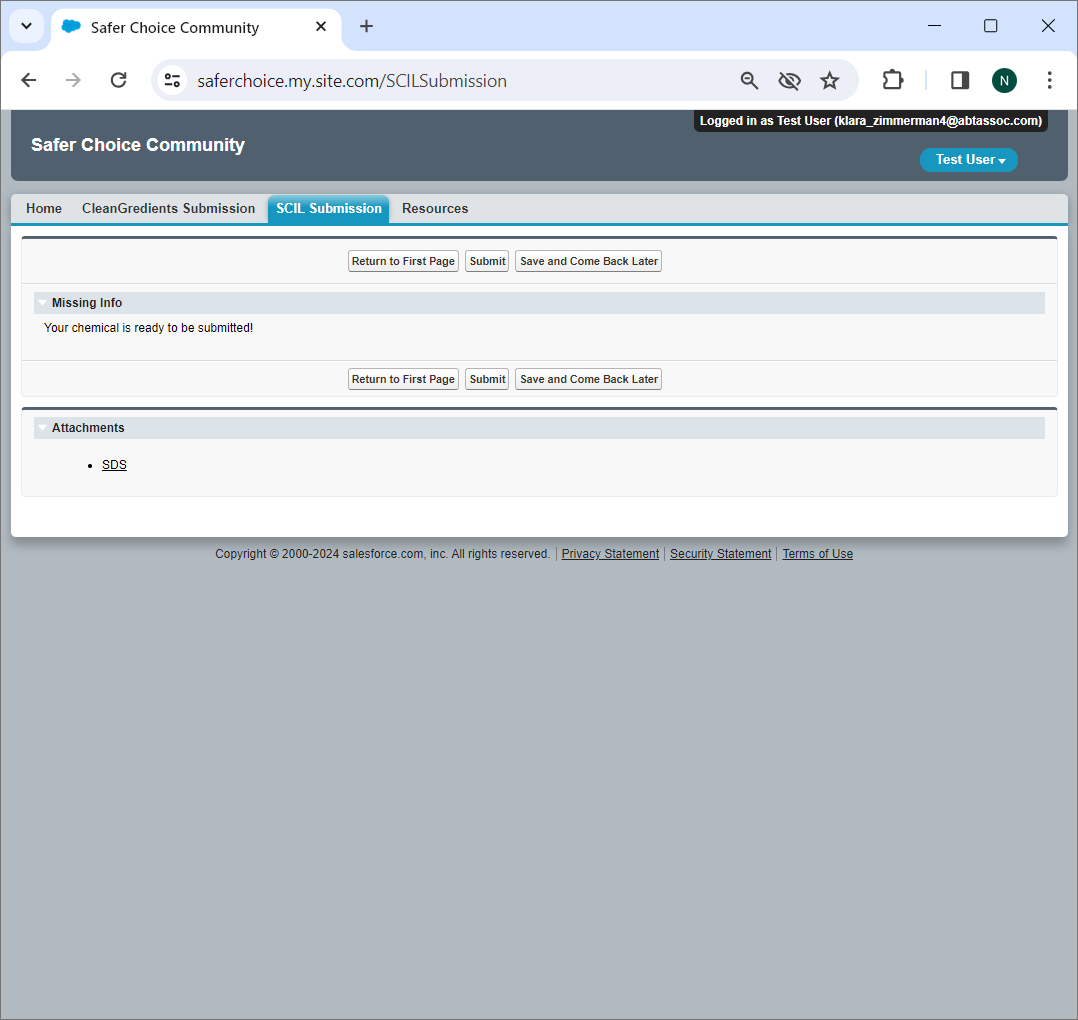 Safer Choice Community
saferchoice.my.site.com/SCILSubmission
N
Logged in as Test User (klara_zimmerman4@abtassoc.com)
Safer Choice Community
Test User
Home CleanGredients Submission SCIL Submission Resources
Return to First Page Submit Save and Come Back Later
Missing Info
Your chemical is ready to be submitted!
Return to First Page Submit Save and Come Back Later
Attachments
• SDS
Copyright © 2000-2024 salesforce.com, inc. All rights reserved. | Privacy Statement | Security Statement | Terms of Use